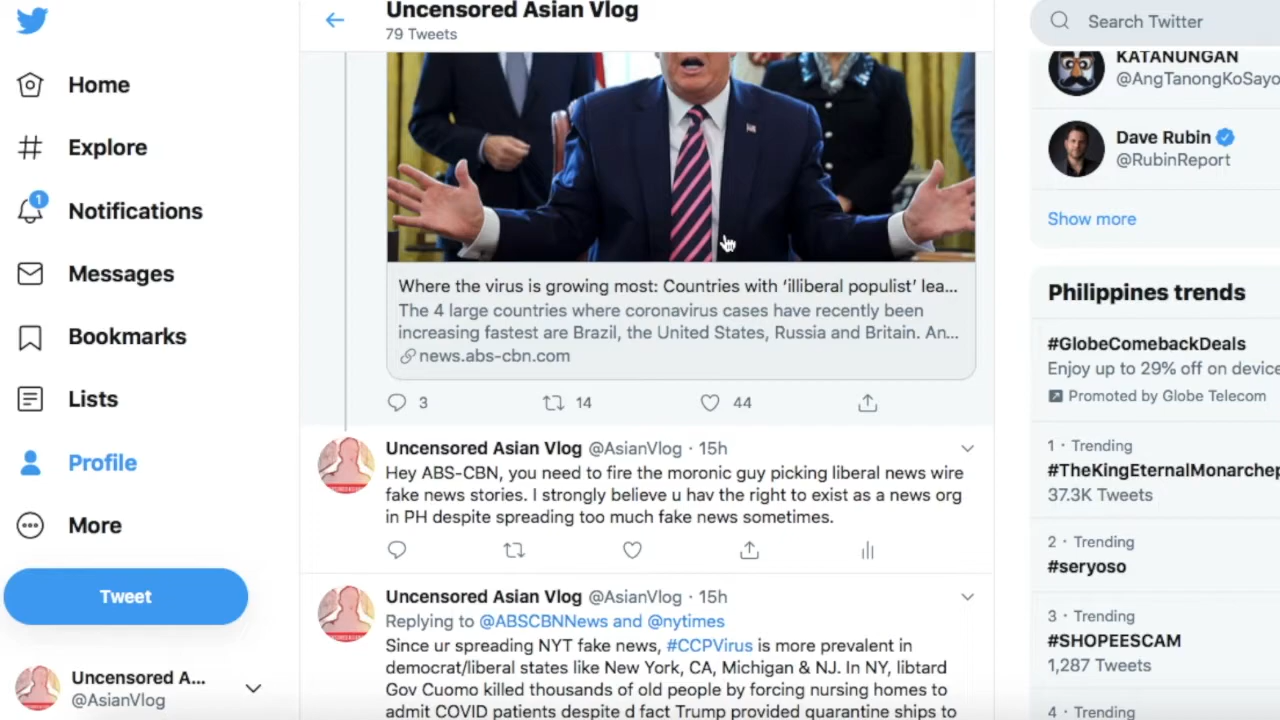 Home
Explore
1
Notifications
Messages
Bookmarks
Lists
Profile
More
Tweet
Uncensored A...
@AsianVlog
Uncensored Asian Vlog
79 Tweets
Where the virus is growing most: Countries with ‘illiberal populist’ lea...
The 4 large countries where coronavirus cases have recently been
increasing fastest are Brazil, the United States, Russia and Britain. An...
news.abs-cbn.com
3 14 44
Uncensored Asian Vlog @AsianVlog · 15h
Hey ABS-CBN, you need to fire the moronic guy picking liberal news wire
fake news stories. I strongly believe u hav the right to exist as a news org
in PH despite spreading too much fake news sometimes.
Uncensored Asian Vlog @AsianVlog · 15h
Replying to @ABSCBNNews and @nytimes
Since ur spreading NYT fake news, #CCPVirus is more prevalent in
democrat/liberal states like New York, CA, Michigan & NJ. In NY, libtard
Gov Cuomo killed thousands of old people by forcing nursing homes to
admit COVID patients despite d fact Trump provided quarantine ships to
Search Twitter
KATANUNGAN
@AngTanongKoSayo
Dave Rubin
@RubinReport
Show more
Philippines trends
#GlobeComebackDeals
Enjoy up to 29% off on device
Promoted by Globe Telecom
1 · Trending
#TheKingEternalMonarchep
37.3K Tweets
2 · Trending
#seryoso
3 · Trending
#SHOPEESCAM
1,287 Tweets
4 · Trending